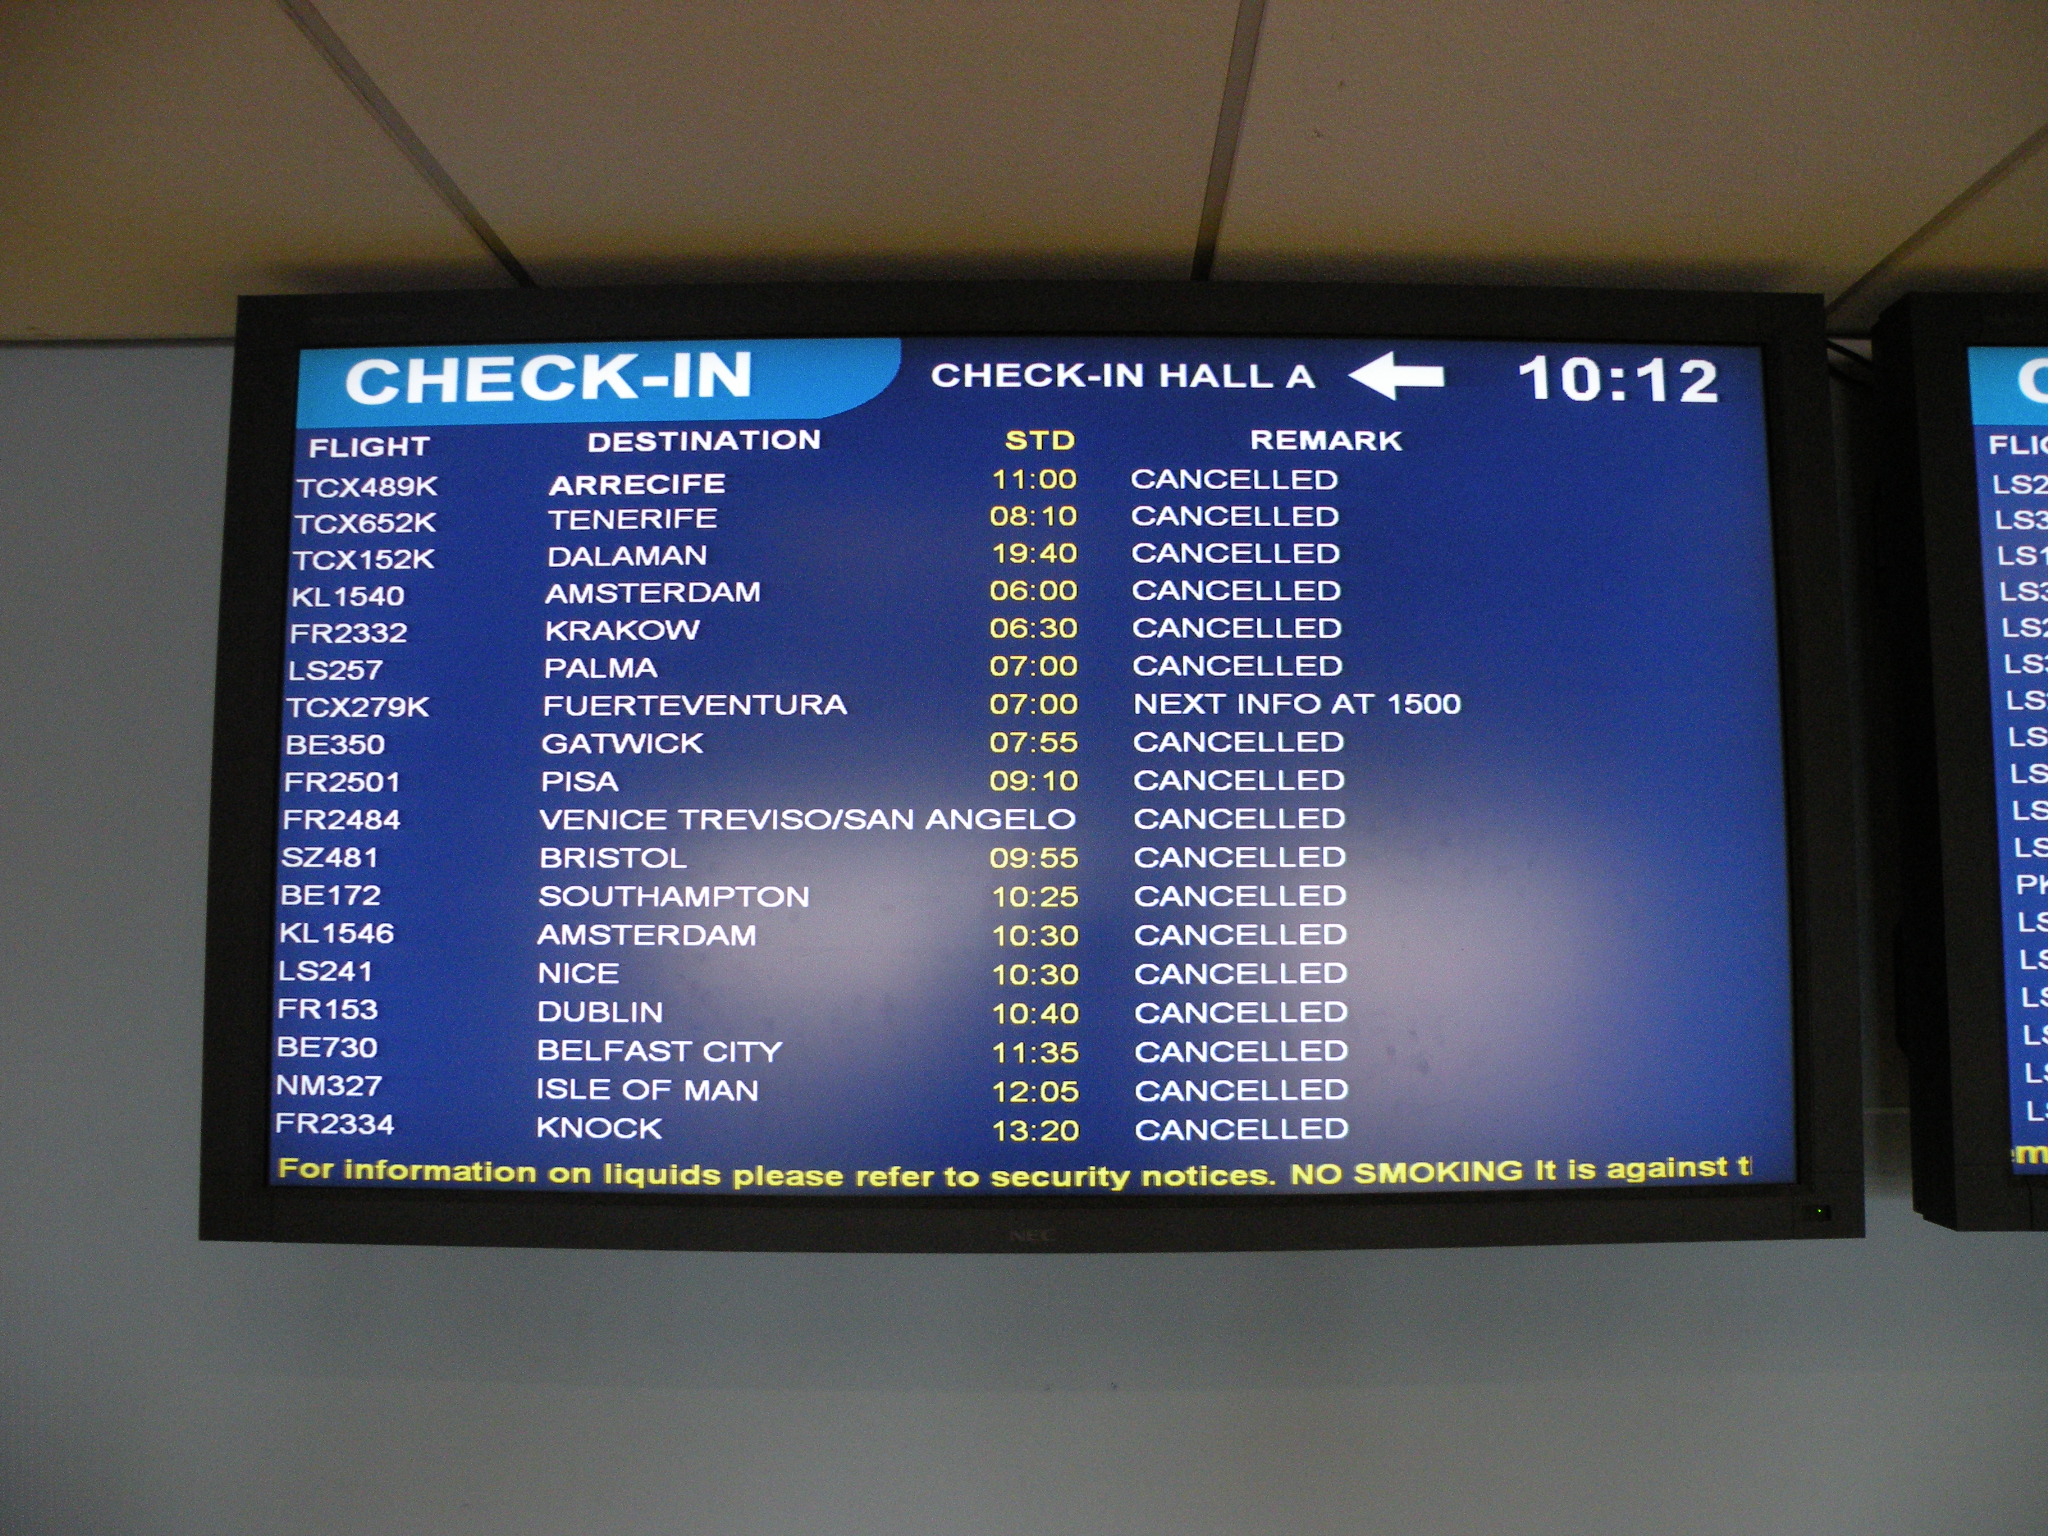 CHECK-IN CHECK-IN HALL A 10:12
FLIGHT DESTINATION STD REMARK
TCX489K ARRECIFE 11:00 CANCELLED
TCX652K TENERIFE 08:10 CANCELLED
TCX152K DALAMAN 19:40 CANCELLED
KL1540 AMSTERDAM 06:00 CANCELLED
FR2332 KRAKOW 06:30 CANCELLED
LS257 PALMA 07:00 CANCELLED
TCX279K FUERTEVENTURA 07:00 NEXT INFO AT 1500
BE350 GATWICK 07:55 CANCELLED
FR2501 PISA 09:10 CANCELLED
FR2484 VENICE TREVISO/SAN ANGELO CANCELLED
SZ481 BRISTOL 09:55 CANCELLED
BE172 SOUTHAMPTON 10:25 CANCELLED
KL1546 AMSTERDAM 10:30 CANCELLED
LS241 NICE 10:30 CANCELLED
FR153 DUBLIN 10:40 CANCELLED
BE730 BELFAST CITY 11:35 CANCELLED
NM327 ISLE OF MAN 12:05 CANCELLED
FR2334 KNOCK 13:20 CANCELLED
For information on liquids please refer to security notices. NO SMOKING It is against t
NEC